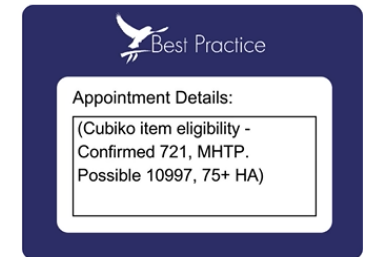 Best Practice
Appointment Details:
(Cubiko item eligibility -
Confirmed 721, MHTP.
Possible 10997, 75+ HA)